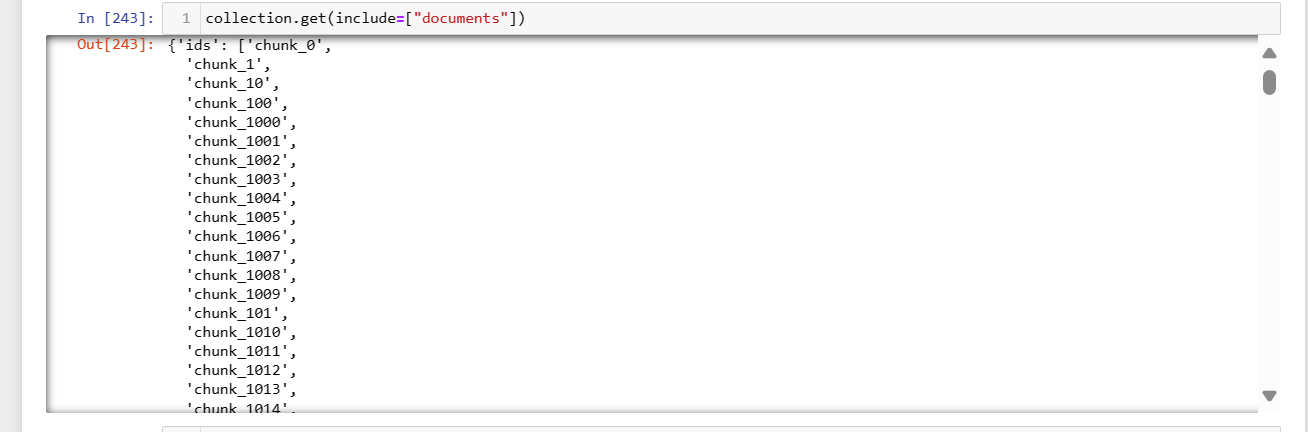 In [243]: 1 collection.get(include=["documents"])
Out[243]: {'ids': ['chunk_0',
'chunk_1',
'chunk_10',
'chunk_100',
'chunk_1000',
'chunk_1001',
'chunk_1002',
'chunk_1003',
'chunk_1004',
'chunk_1005',
'chunk_1006',
'chunk_1007',
'chunk_1008',
'chunk_1009',
'chunk_101',
'chunk_1010',
'chunk_1011',
'chunk_1012',
'chunk_1013',
'chunk_1014',